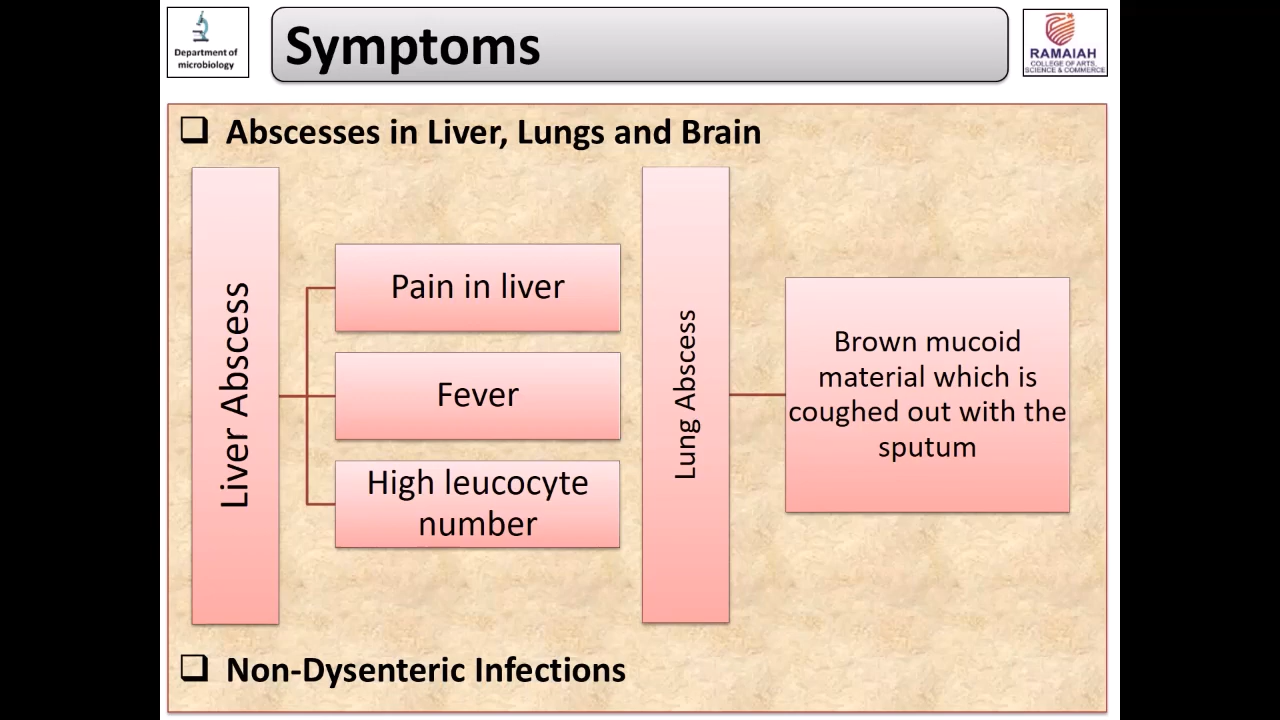 Department of
microbiology
Symptoms
RAMAIAH
COLLEGE OF ARTS,
SCIENCE & COMMERCE
❑ Abscesses in Liver, Lungs and Brain
Liver Abscess
Pain in liver
Fever
High leucocyte
number
Lung Abscess
Brown mucoid
material which is
coughed out with the
sputum
❑ Non-Dysenteric Infections